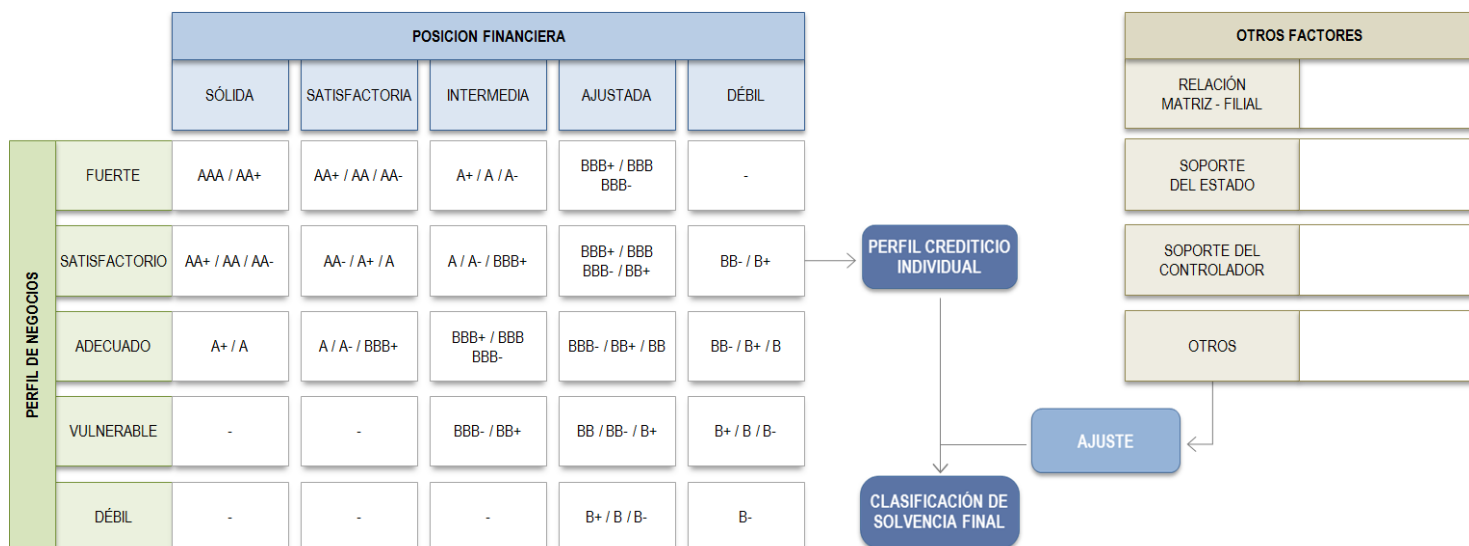 POSICION FINANCIERA
SÓLIDA
SATISFACTORIA
INTERMEDIA
AJUSTADA
DÉBIL
PERFIL DE NEGOCIOS
FUERTE
AAA / AA+
AA+ / AA / AA-
A+ / A / A-
BBB+ / BBB
BBB-
-
SATISFACTORIO
AA+ / AA / AA-
AA- / A+ / A
A / A- / BBB+
BBB+ / BBB
BBB- / BB+
BB- / B+
ADECUADO
A+ / A
A / A- / BBB+
BBB+ / BBB
BBB-
BBB- / BB+ / BB
BB- / B+ / B
VULNERABLE
-
-
BBB- / BB+
BB / BB- / B+
B+ / B / B-
DÉBIL
-
-
-
B+ / B / B-
B-
PERFIL CREDITICIO
INDIVIDUAL
CLASIFICACIÓN DE
SOLVENCIA FINAL
OTROS FACTORES
RELACIÓN
MATRIZ - FILIAL
SOPORTE
DEL ESTADO
SOPORTE DEL
CONTROLADOR
OTROS
AJUSTE